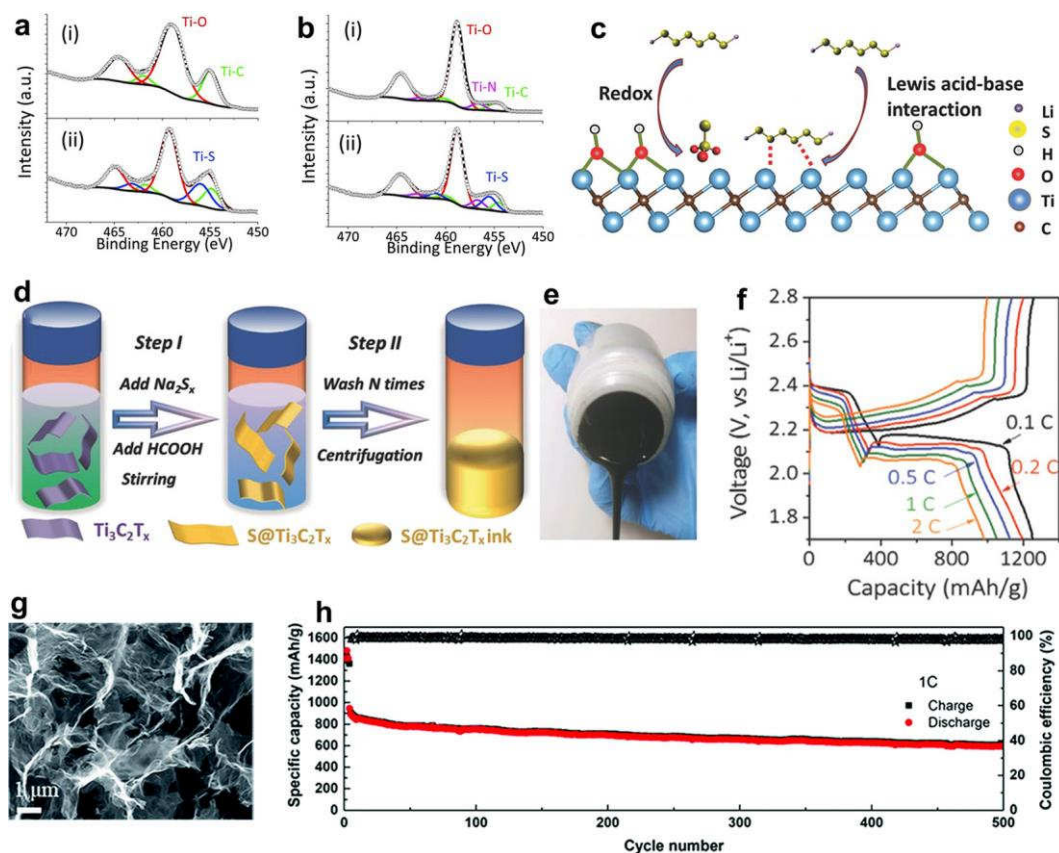 a
(i)
Ti-O
Ti-C
(ii)
Ti-S
Intensity (a.u.)
470 465 460 455 450
Binding Energy (eV)
b
(i)
Ti-O
Ti-N
Ti-C
(ii)
Ti-S
Intensity (a.u.)
470 465 460 455 450
Binding Energy (eV)
c
Redox
Lewis acid-base
interaction
Li
S
H
O
Ti
C
d
Step I
Add Na₂Sₓ
Add HCOOH
Stirring
Step II
Wash N times
Centrifugation
Ti₃C₂Tₓ
S@Ti₃C₂Tₓ
S@Ti₃C₂Tₓ ink
e
f
Voltage (V, vs Li/Li⁺)
2.8
2.6
2.4
2.2
2.0
1.8
0.1 C
0.2 C
0.5 C
1 C
2 C
0 400 800 1200
Capacity (mAh/g)
g
1 μm
h
Specific capacity (mAh/g)
1600
1400
1200
1000
800
600
400
200
0
1C
Charge
Discharge
100
80
60
40
20
0
Coulombic efficiency (%)
0 100 200 300 400 500
Cycle number